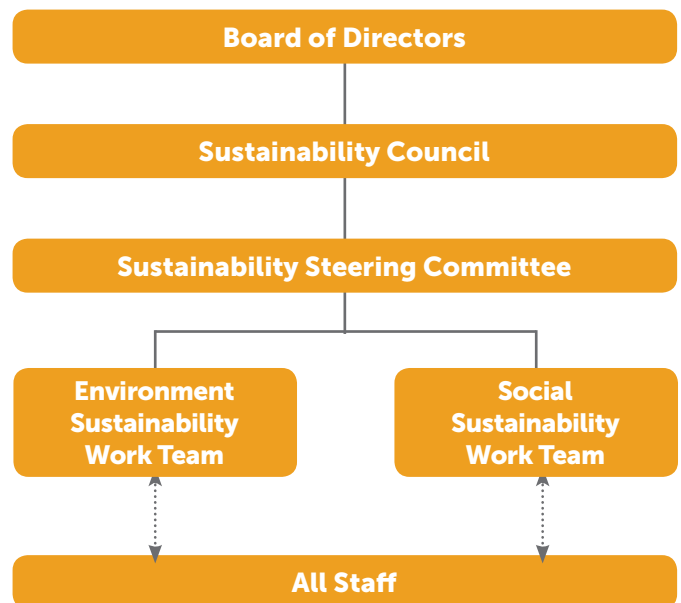 Board of Directors
Sustainability Council
Sustainability Steering Committee
Environment
Sustainability
Work Team
Social
Sustainability
Work Team
All Staff